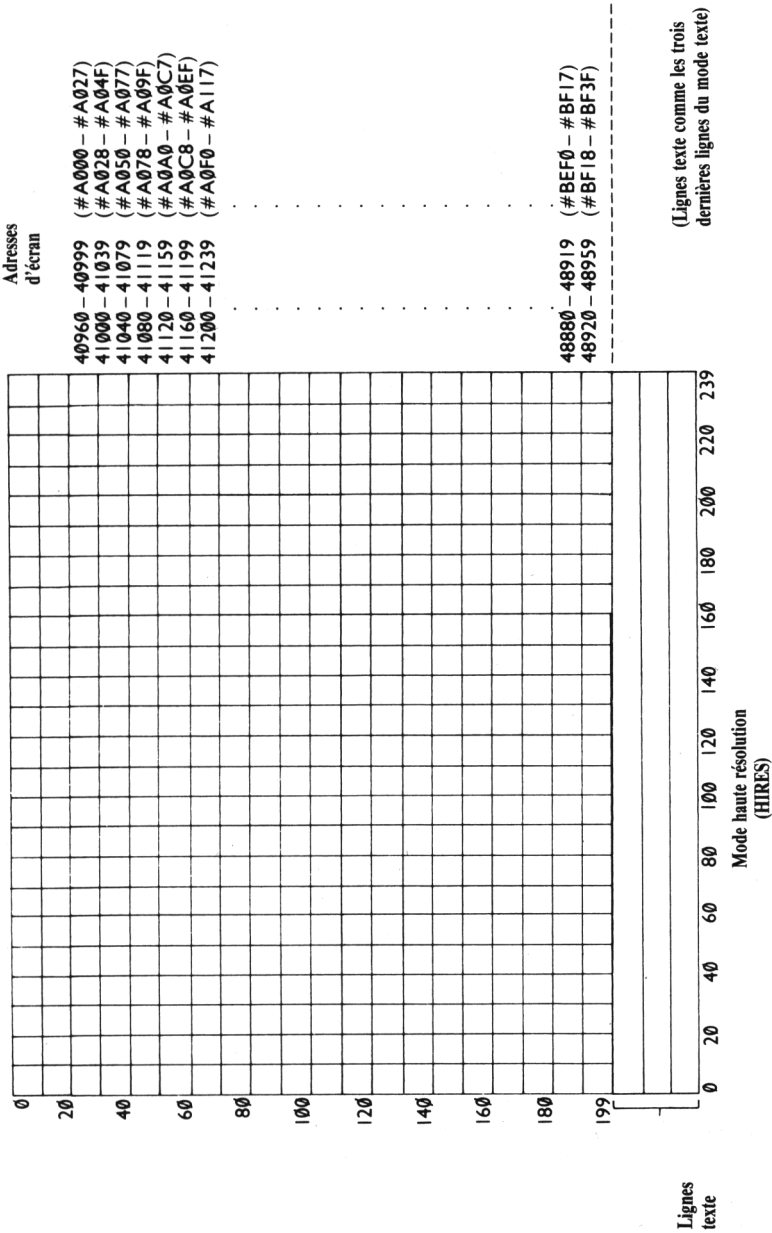 Adresses
d'écran
40960 – 40999 (#A000 – #A027)
41000 – 41039 (#A028 – #A04F)
41040 – 41079 (#A050 – #A077)
41080 – 41119 (#A078 – #A09F)
41120 – 41159 (#A0A0 – #A0C7)
41160 – 41199 (#A0C8 – #A0EF)
41200 – 41239 (#A0F0 – #A117)
48880 – 48919 (#BEF0 – #BF17)
48920 – 48959 (#BF18 – #BF3F)
(Lignes texte comme les trois
dernières lignes du mode texte)
0
20
40
60
80
100
120
140
160
180
199
Lignes
texte
0 20 40 60 80 100 120 140 160 180 200 220 239
Mode haute résolution
(HIRES)